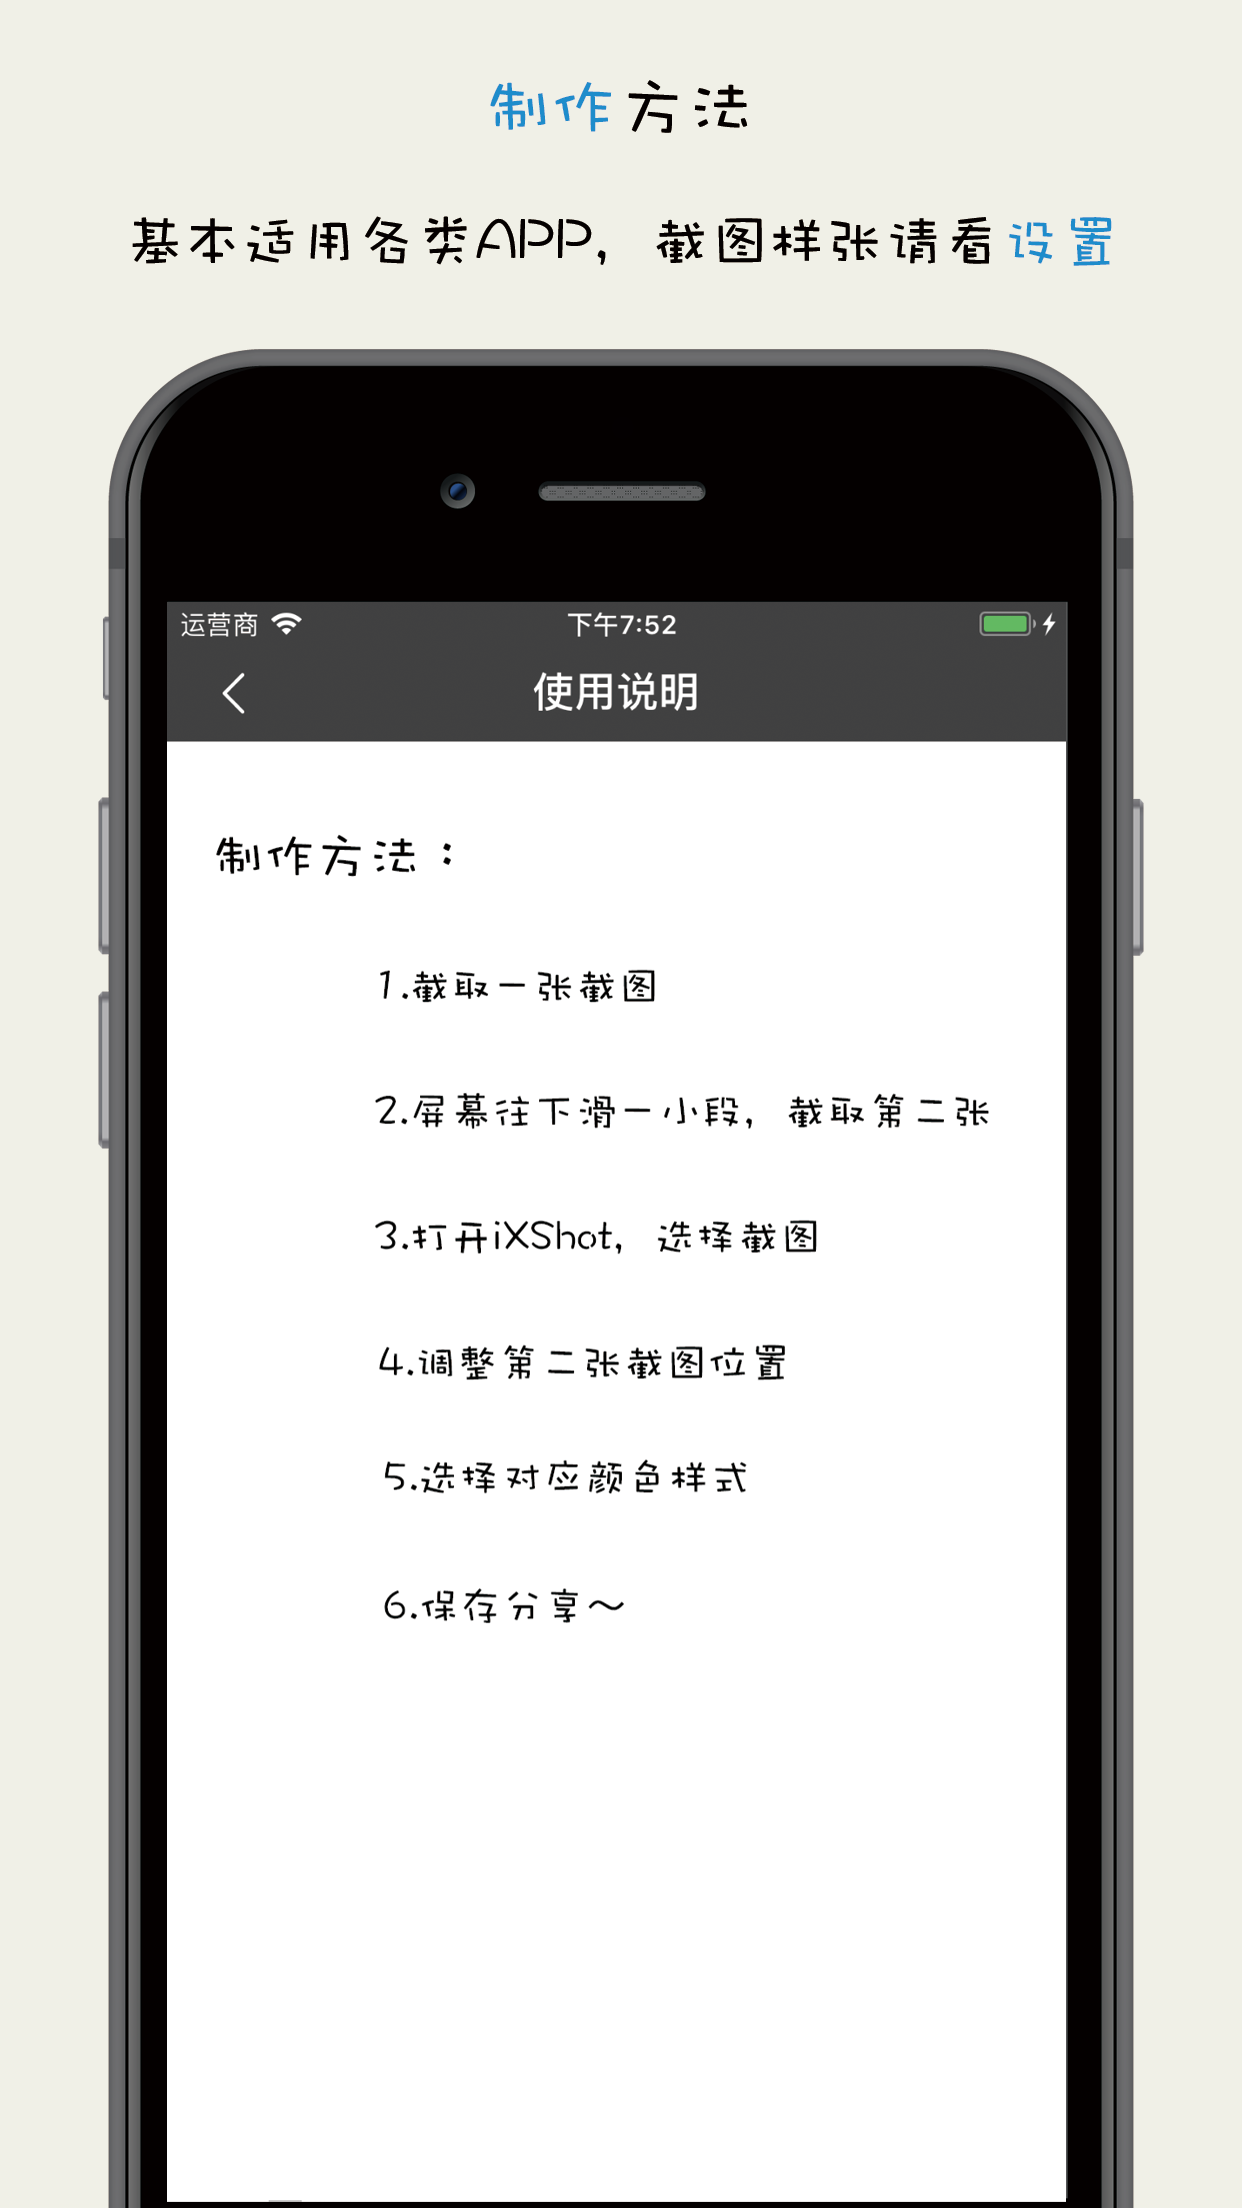 制作方法
基本适用各类APP, 截图样张请看设置
运营商 下午7:52
使用说明
制作方法：
1.截取一张截图
2.屏幕往下滑一小段, 截取第二张
3.打开iXShot, 选择截图
4.调整第二张截图位置
5.选择对应颜色样式
6.保存分享～